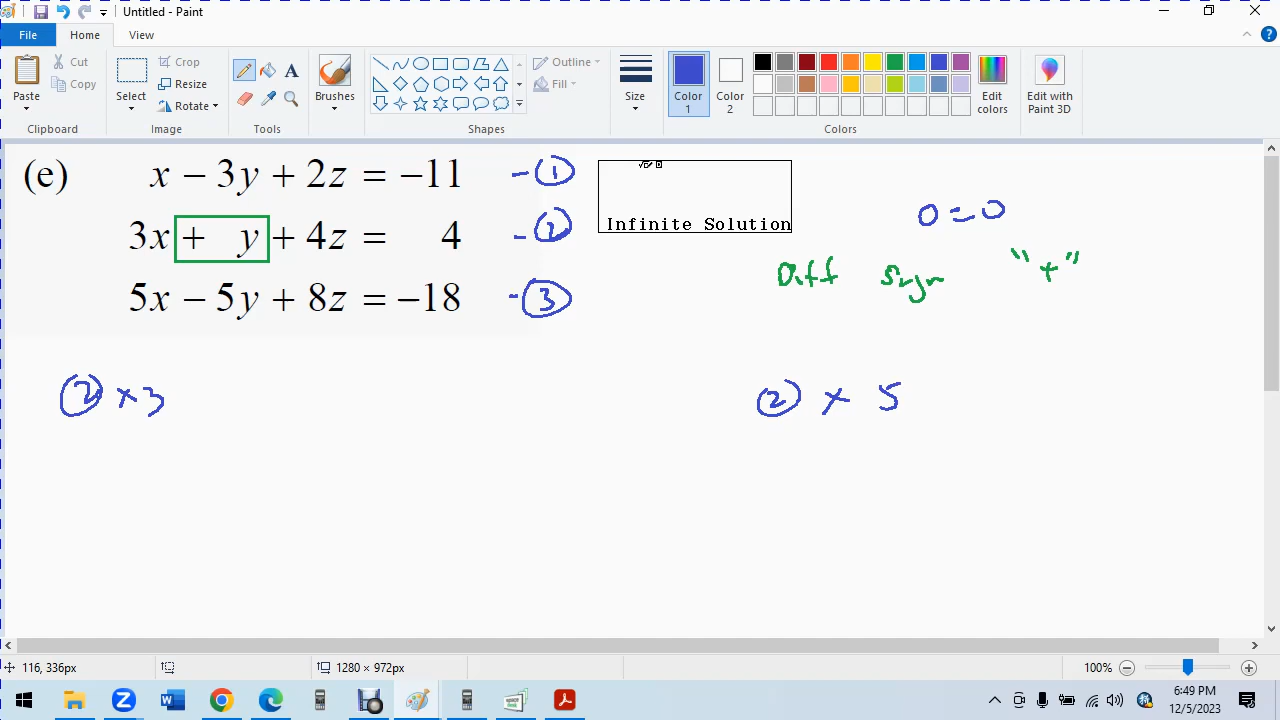 Untitled - Paint
File Home View
Paste Cut Copy Clipboard
Select Crop Resize Rotate Image
A Tools
Brushes
Shapes Outline Fill
Size
Color 1 Color 2 Edit colors Colors
Edit with Paint 3D
(e) x − 3y + 2z = −11 - ①
3x + y + 4z = 4 - ②
5x − 5y + 8z = −18 - ③
Infinite Solution
0 = 0
Diff Sign "+"
② × 3
② × 5
116, 336px 1280 × 972px 100%
6:49 PM
12/5/2023